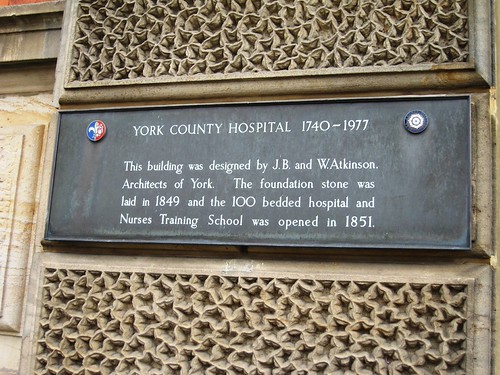 YORK COUNTY HOSPITAL 1740-1977
This building was designed by J.B. and W.Atkinson.
Architects of York. The foundation stone was
laid in 1849 and the 100 bedded hospital and
Nurses Training School was opened in 1851.